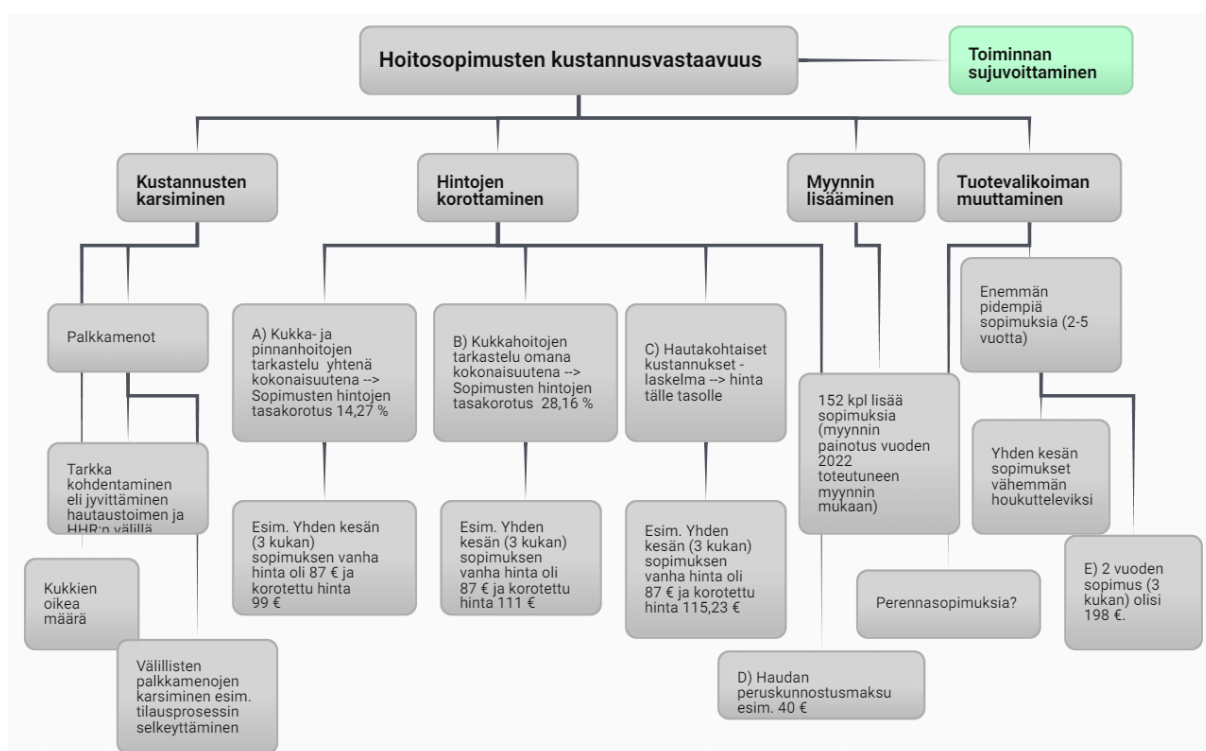 Hoitosopimusten kustannusvastaavuus
Toiminnan
sujuvoittaminen
Kustannusten
karsiminen
Hintojen
korottaminen
Myynnin
lisääminen
Tuotevalikoiman
muuttaminen
Palkkamenot
Tarkka
kohdentaminen
eli jyvittäminen
hautaustoimen ja
HHR:n välillä
Kukkien
oikea
määrä
Välillisten
palkkamenojen
karsiminen esim.
tilausprosessin
selkeyttäminen
A) Kukka- ja
pinnanhoitojen
tarkastelu yhtenä
kokonaisuutena -->
Sopimusten hintojen
tasakorotus 14,27 %
Esim. Yhden kesän
(3 kukan)
sopimuksen vanha
hinta oli 87 € ja
korotettu hinta
99 €
B) Kukkahoitojen
tarkastelu omana
kokonaisuutena -->
Sopimusten hintojen
tasakorotus 28,16 %
Esim. Yhden
kesän (3 kukan)
sopimuksen
vanha hinta oli
87 € ja korotettu
hinta 111 €
C) Hautakohtaiset
kustannukset -
laskelma --> hinta
tälle tasolle
Esim. Yhden
kesän (3 kukan)
sopimuksen
vanha hinta oli
87 € ja korotettu
hinta 115,23 €
D) Haudan
peruskunnostusmaksu
esim. 40 €
152 kpl lisää
sopimuksia
(myynnin
painotus vuoden
2022
toteutuneen
myynnin
mukaan)
Perennasopimuksia?
Enemmän
pidempiä
sopimuksia (2-5
vuotta)
Yhden kesän
sopimukset
vähemmän
houkutteleviksi
E) 2 vuoden
sopimus (3
kukan) olisi
198 €.